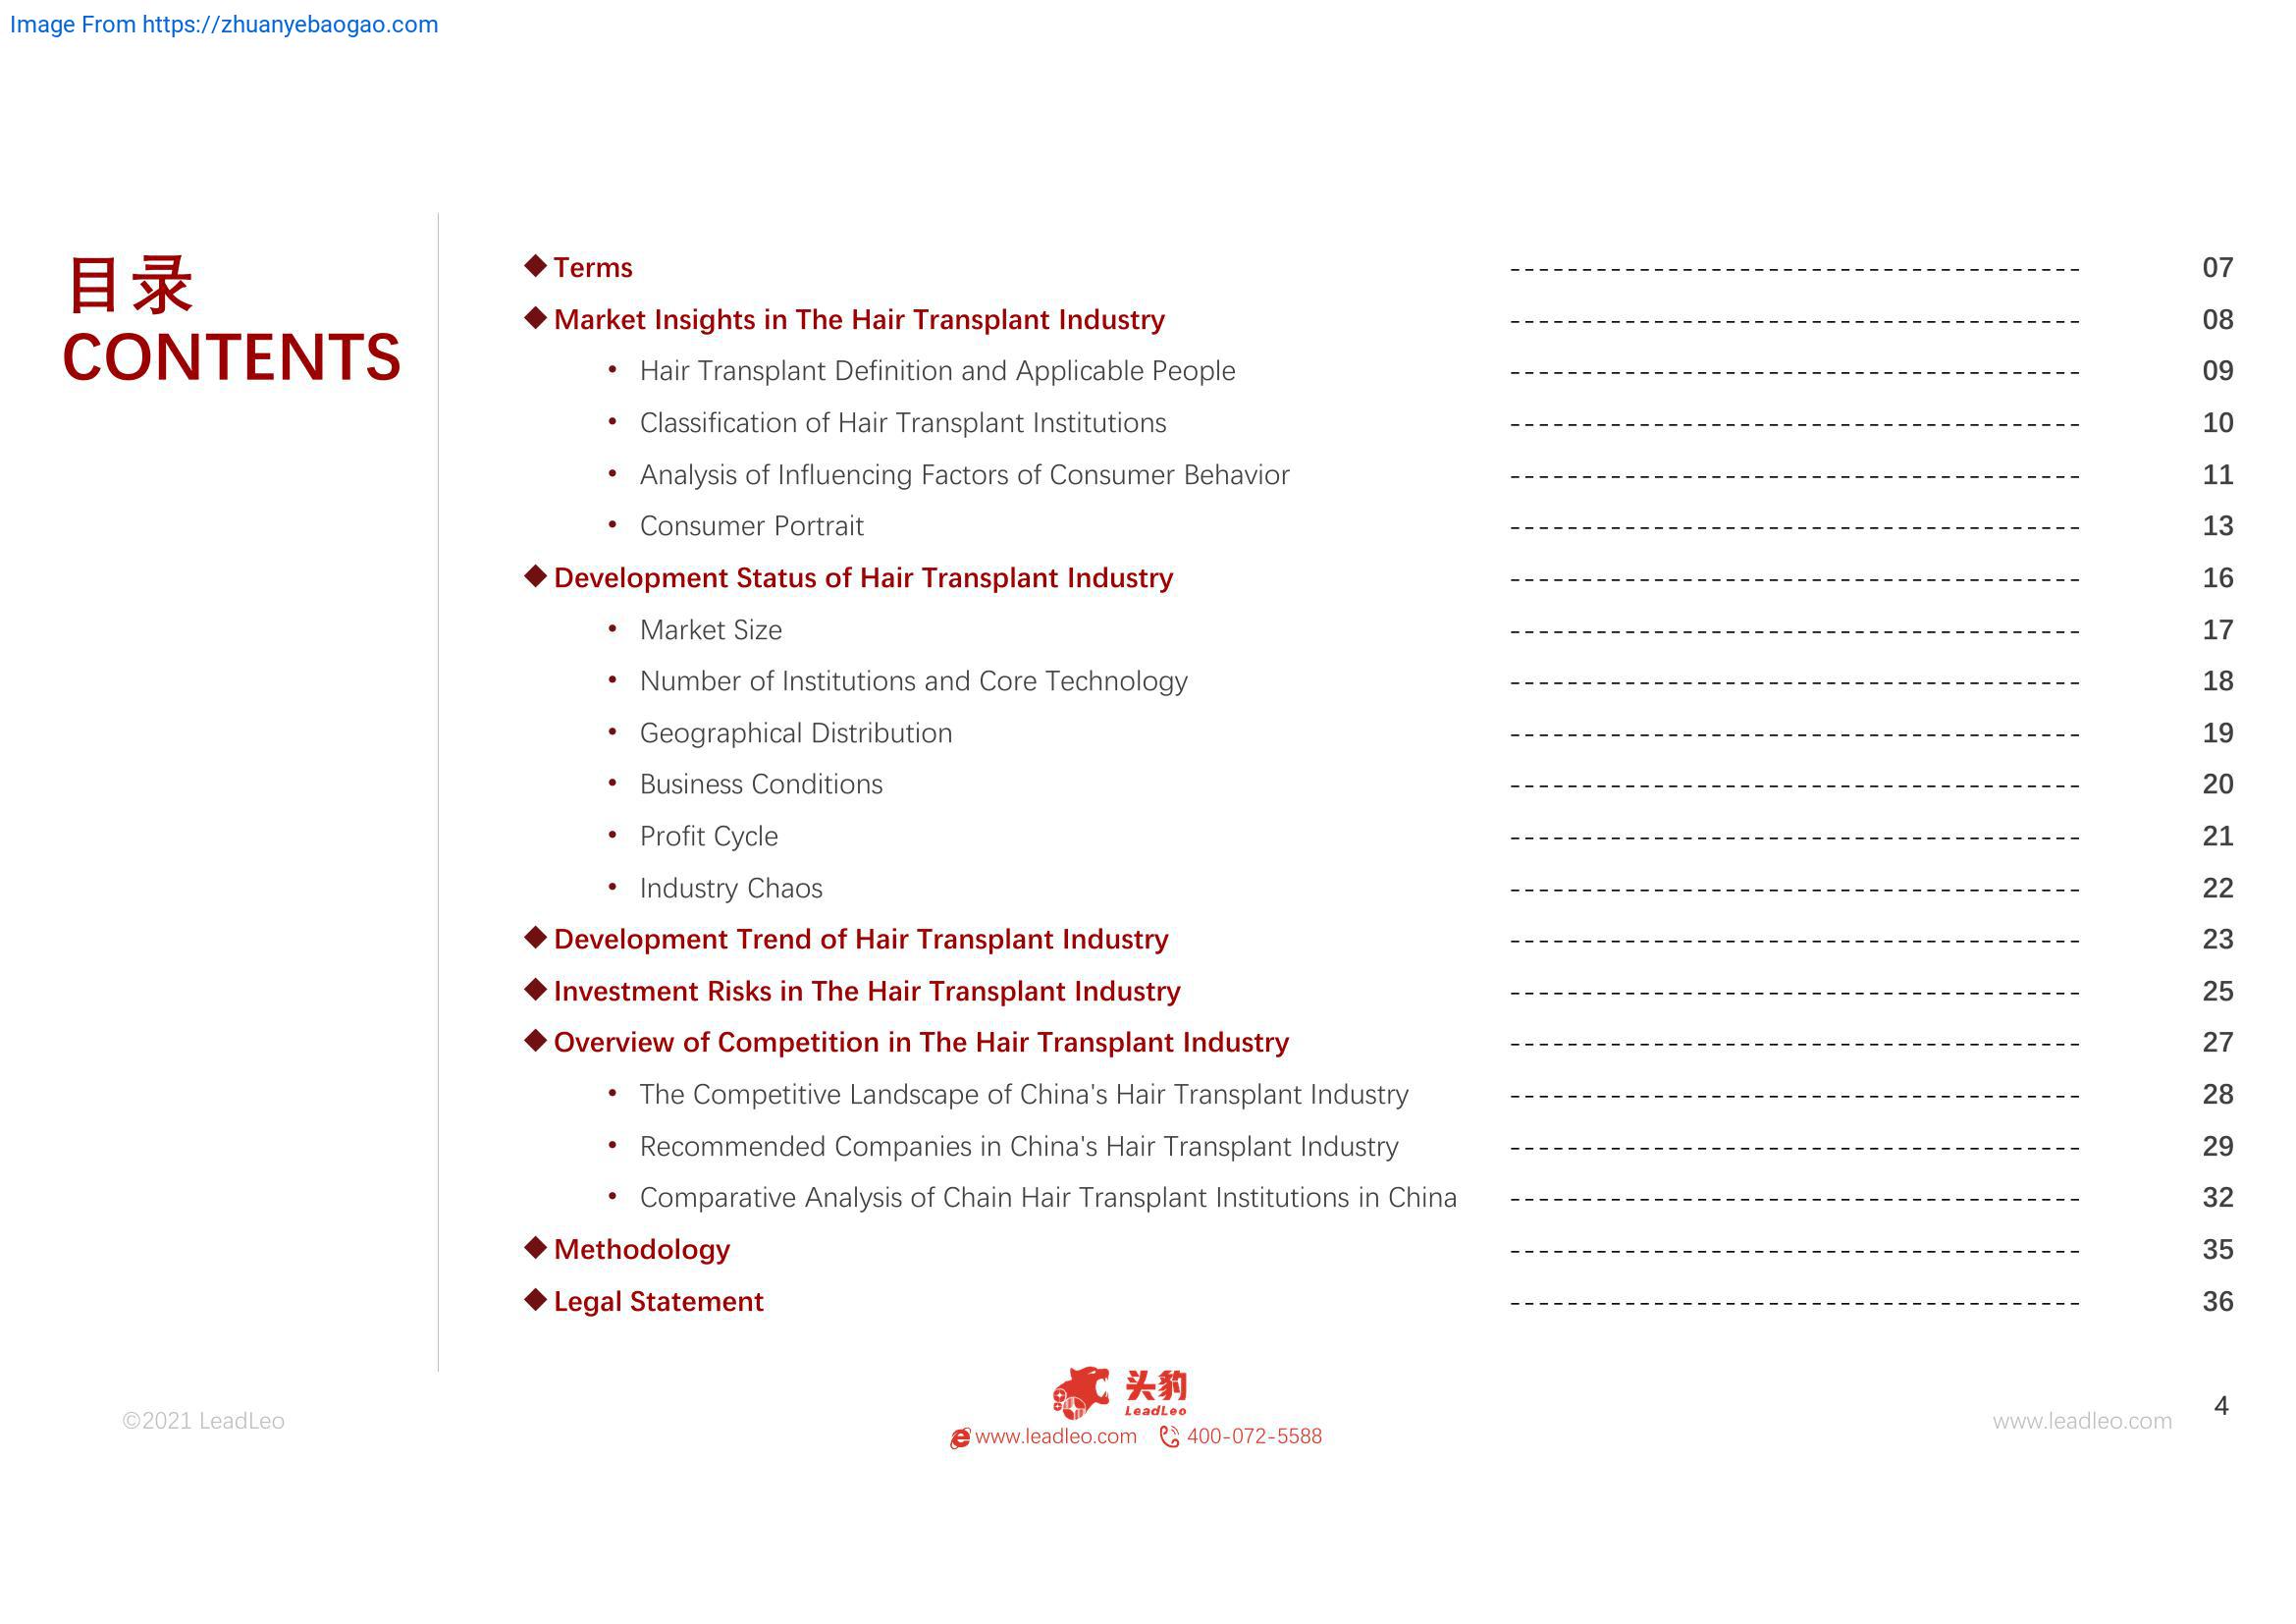 Image From https://zhuanyebaogao.com
目录
CONTENTS
◆ Terms ---------------------------------------- 07
◆ Market Insights in The Hair Transplant Industry ---------------------------------------- 08
• Hair Transplant Definition and Applicable People ---------------------------------------- 09
• Classification of Hair Transplant Institutions ---------------------------------------- 10
• Analysis of Influencing Factors of Consumer Behavior ---------------------------------------- 11
• Consumer Portrait ---------------------------------------- 13
◆ Development Status of Hair Transplant Industry ---------------------------------------- 16
• Market Size ---------------------------------------- 17
• Number of Institutions and Core Technology ---------------------------------------- 18
• Geographical Distribution ---------------------------------------- 19
• Business Conditions ---------------------------------------- 20
• Profit Cycle ---------------------------------------- 21
• Industry Chaos ---------------------------------------- 22
◆ Development Trend of Hair Transplant Industry ---------------------------------------- 23
◆ Investment Risks in The Hair Transplant Industry ---------------------------------------- 25
◆ Overview of Competition in The Hair Transplant Industry ---------------------------------------- 27
• The Competitive Landscape of China's Hair Transplant Industry ---------------------------------------- 28
• Recommended Companies in China's Hair Transplant Industry ---------------------------------------- 29
• Comparative Analysis of Chain Hair Transplant Institutions in China ---------------------------------------- 32
◆ Methodology ---------------------------------------- 35
◆ Legal Statement ---------------------------------------- 36
©2021 LeadLeo
头豹
LeadLeo
www.leadleo.com 400-072-5588
www.leadleo.com
4